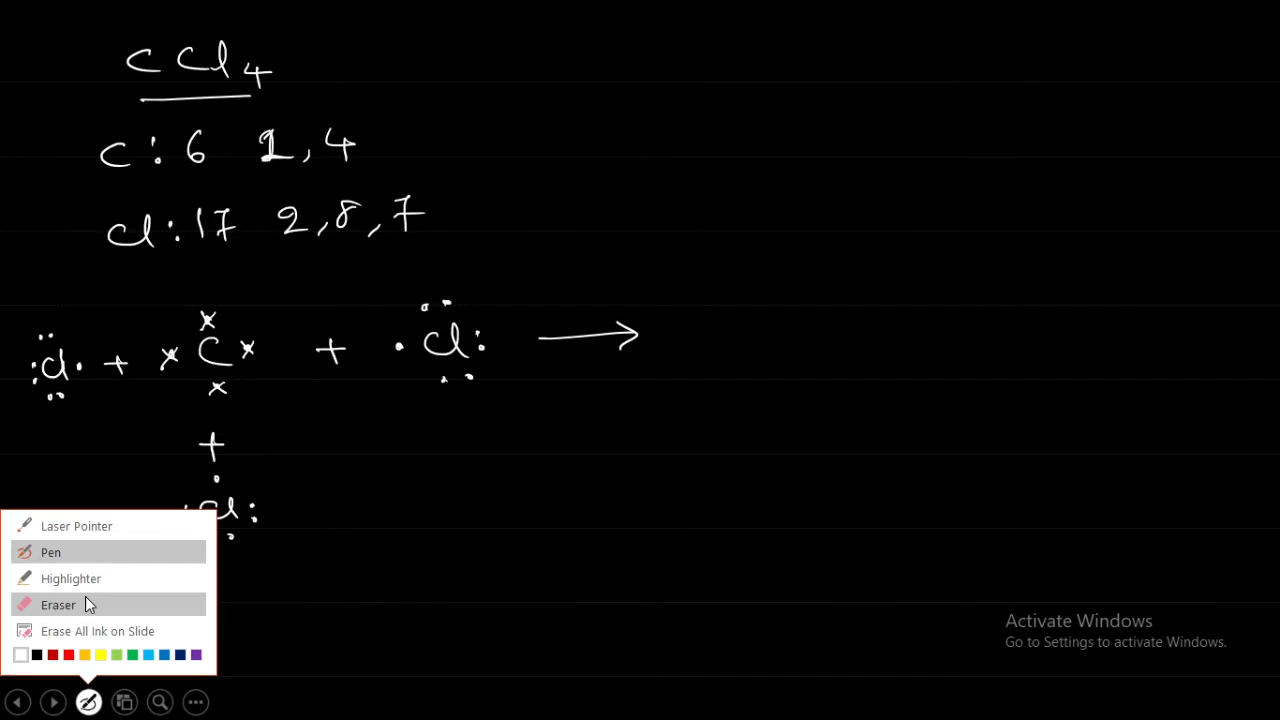 CCl4
C : 6 2, 4
Cl : 17 2, 8, 7
Cl + C + Cl →
+
Cl
Laser Pointer
Pen
Highlighter
Eraser
Erase All Ink on Slide
Activate Windows
Go to Settings to activate Windows.